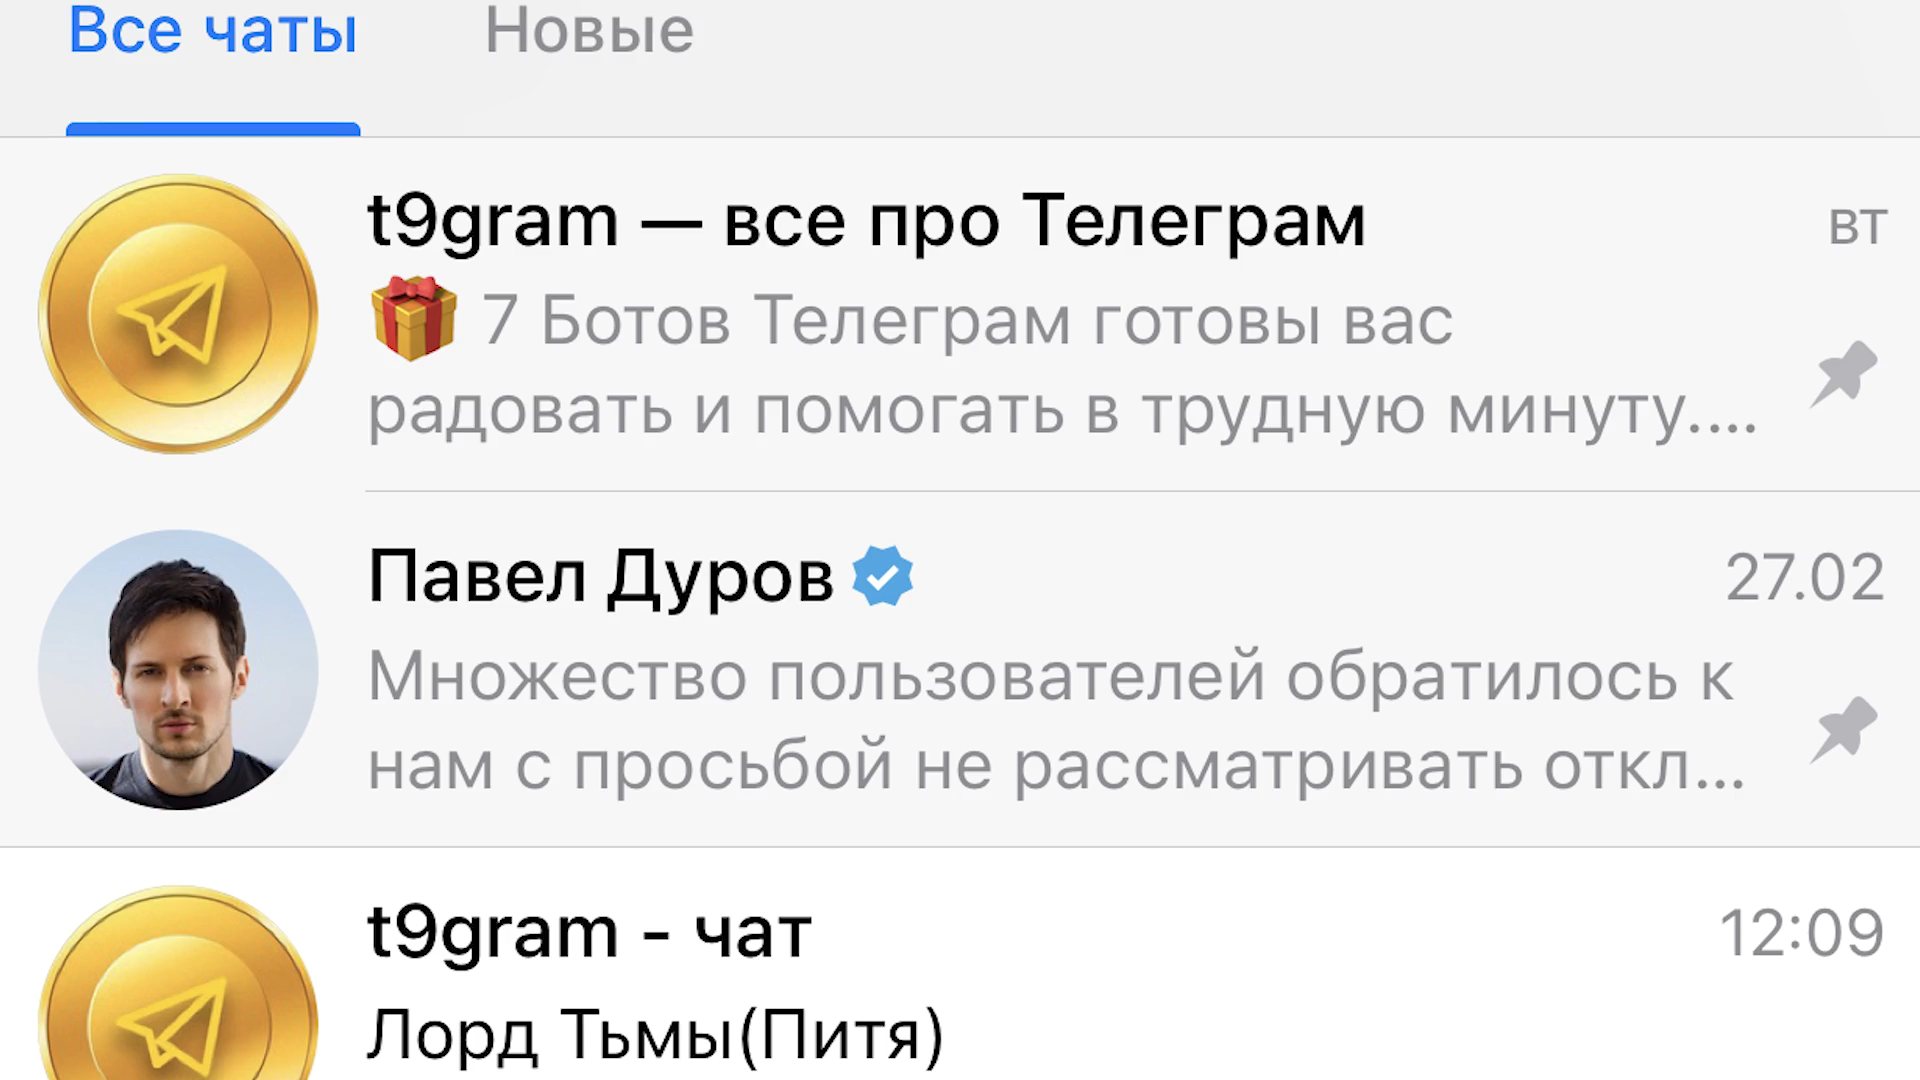 Все чаты Новые
t9gram — все про Телеграм вт
🎁 7 Ботов Телеграм готовы вас
радовать и помогать в трудную минуту....
Павел Дуров 27.02
Множество пользователей обратилось к
нам с просьбой не рассматривать откл...
t9gram - чат 12:09
Лорд Тьмы(Питя)